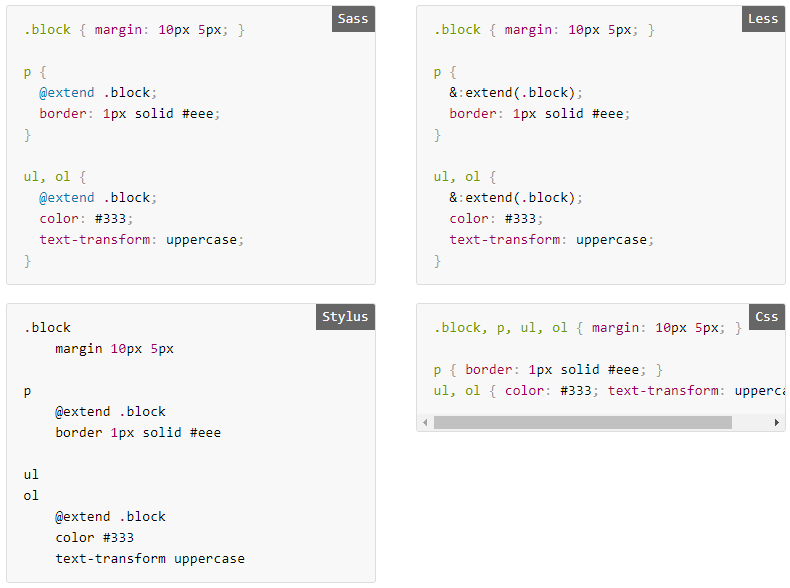 Sass
.block { margin: 10px 5px; }
p {
  @extend .block;
  border: 1px solid #eee;
}
ul, ol {
  @extend .block;
  color: #333;
  text-transform: uppercase;
}
Less
.block { margin: 10px 5px; }
p {
  &:extend(.block);
  border: 1px solid #eee;
}
ul, ol {
  &:extend(.block);
  color: #333;
  text-transform: uppercase;
}
Stylus
.block
    margin 10px 5px
p
    @extend .block
    border 1px solid #eee
ul
ol
    @extend .block
    color #333
    text-transform uppercase
Css
.block, p, ul, ol { margin: 10px 5px; }
p { border: 1px solid #eee; }
ul, ol { color: #333; text-transform: